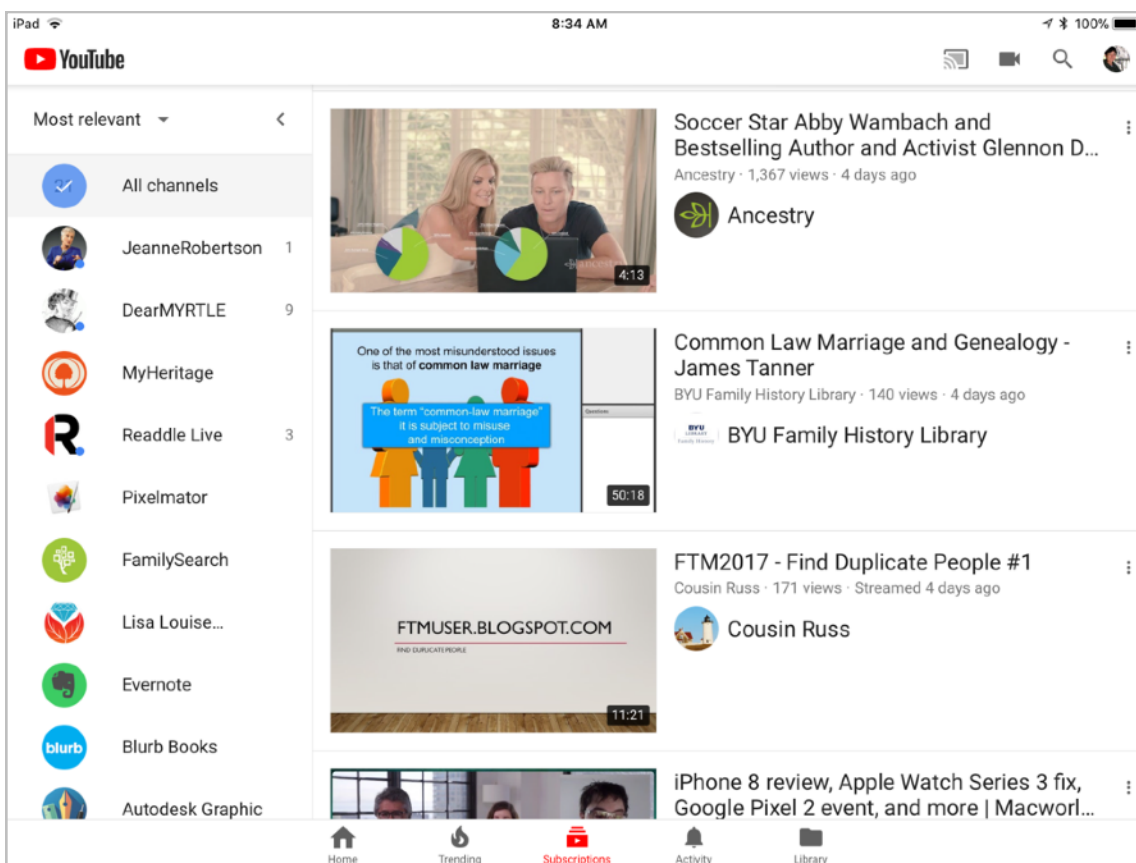 iPad
8:34 AM
100%
YouTube
Most relevant
All channels
JeanneRobertson 1
DearMYRTLE 9
MyHeritage
Readdle Live 3
Pixelmator
FamilySearch
Lisa Louise...
Evernote
blurb
Blurb Books
Autodesk Graphic
ancestry
4:13
Soccer Star Abby Wambach and
Bestselling Author and Activist Glennon D...
Ancestry · 1,367 views · 4 days ago
Ancestry
One of the most misunderstood issues
is that of common law marriage
The term "common-law marriage"
it is subject to misuse
and misconception
Questions
50:18
Common Law Marriage and Genealogy -
James Tanner
BYU Family History Library · 140 views · 4 days ago
BYU
LIBRARY
Family History
BYU Family History Library
FTMUSER.BLOGSPOT.COM
FIND DUPLICATE PEOPLE
11:21
FTM2017 - Find Duplicate People #1
Cousin Russ · 171 views · Streamed 4 days ago
Cousin Russ
iPhone 8 review, Apple Watch Series 3 fix,
Google Pixel 2 event, and more | Macworl...
Home
Trending
Subscriptions
Activity
Library